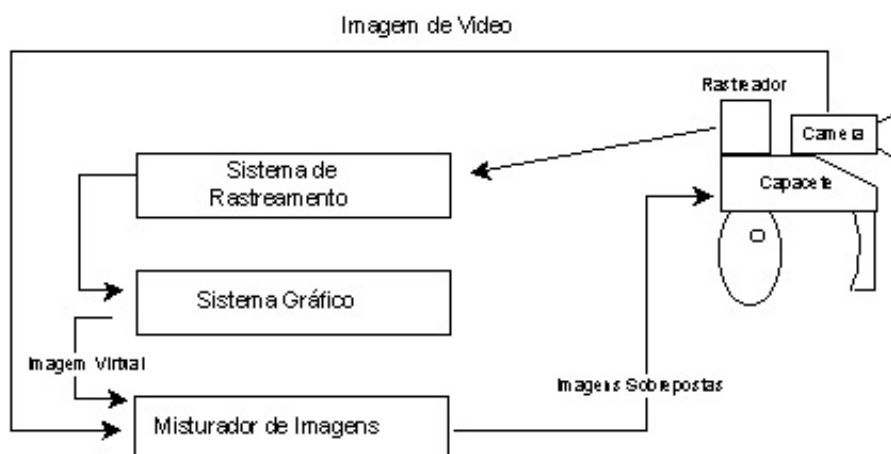 Imagem de Video
Rastreador
Camera
Sistema de
Rastreamento
Capacete
Sistema Gráfico
Imagem Virtual
Imagens Sobrepostas
Misturador de Imagens